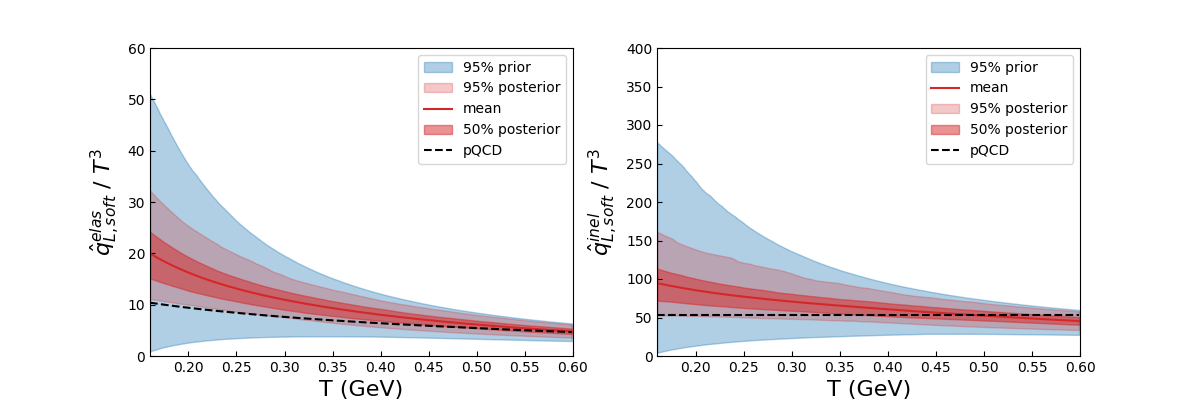 60
50
40
30
20
10
0
0.20 0.25 0.30 0.35 0.40 0.45 0.50 0.55 0.60
T (GeV)
q̂^{elas}_{L,soft} / T^3
95% prior
95% posterior
mean
50% posterior
pQCD
400
350
300
250
200
150
100
50
0
0.20 0.25 0.30 0.35 0.40 0.45 0.50 0.55 0.60
T (GeV)
q̂^{inel}_{L,soft} / T^3
95% prior
mean
95% posterior
50% posterior
pQCD